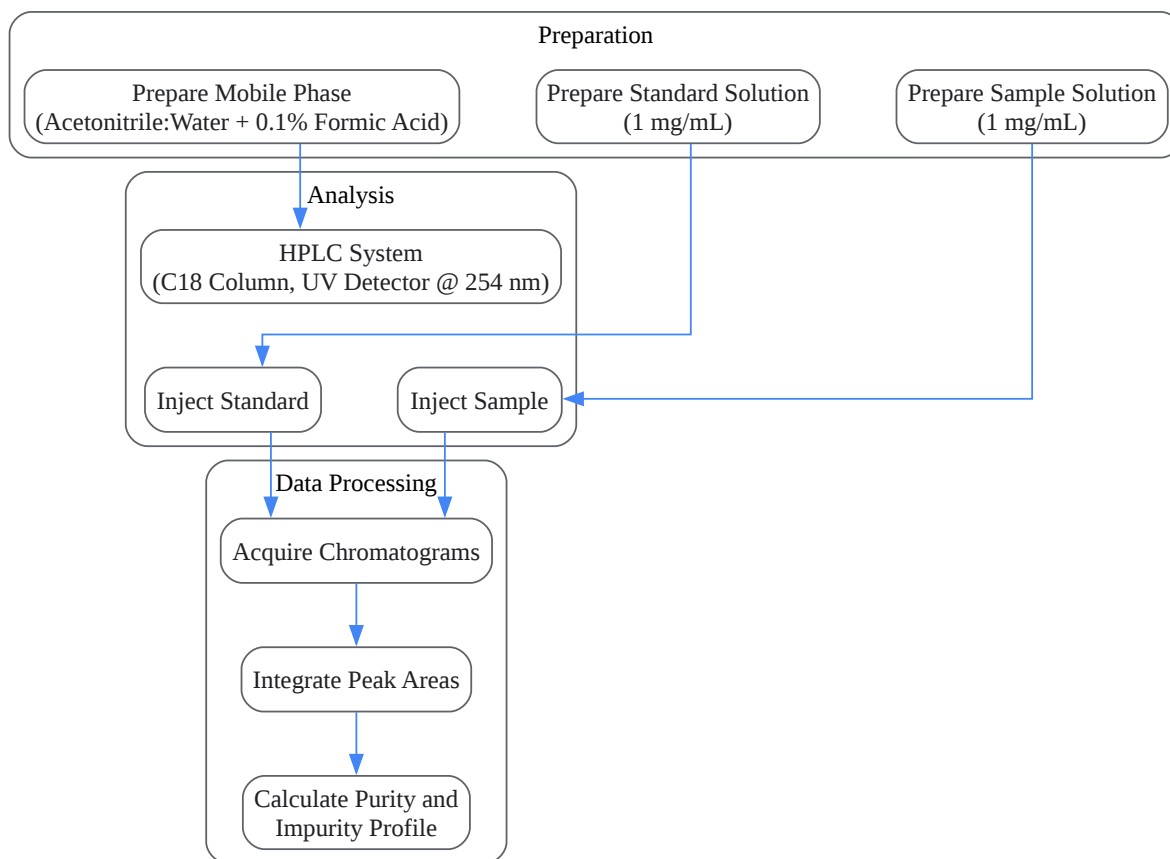 Preparation
Prepare Mobile Phase
(Acetonitrile:Water + 0.1% Formic Acid)
Prepare Standard Solution
(1 mg/mL)
Prepare Sample Solution
(1 mg/mL)
Analysis
HPLC System
(C18 Column, UV Detector @ 254 nm)
Inject Standard
Inject Sample
Data Processing
Acquire Chromatograms
Integrate Peak Areas
Calculate Purity and
Impurity Profile